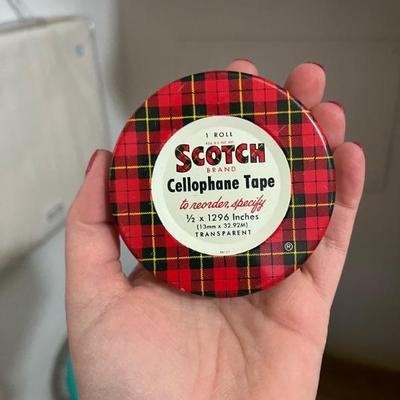 1 ROLL
SCOTCH
BRAND
Cellophane Tape
to reorder, specify
½ x 1296 Inches
(13mm x 32.92M)
TRANSPARENT
®